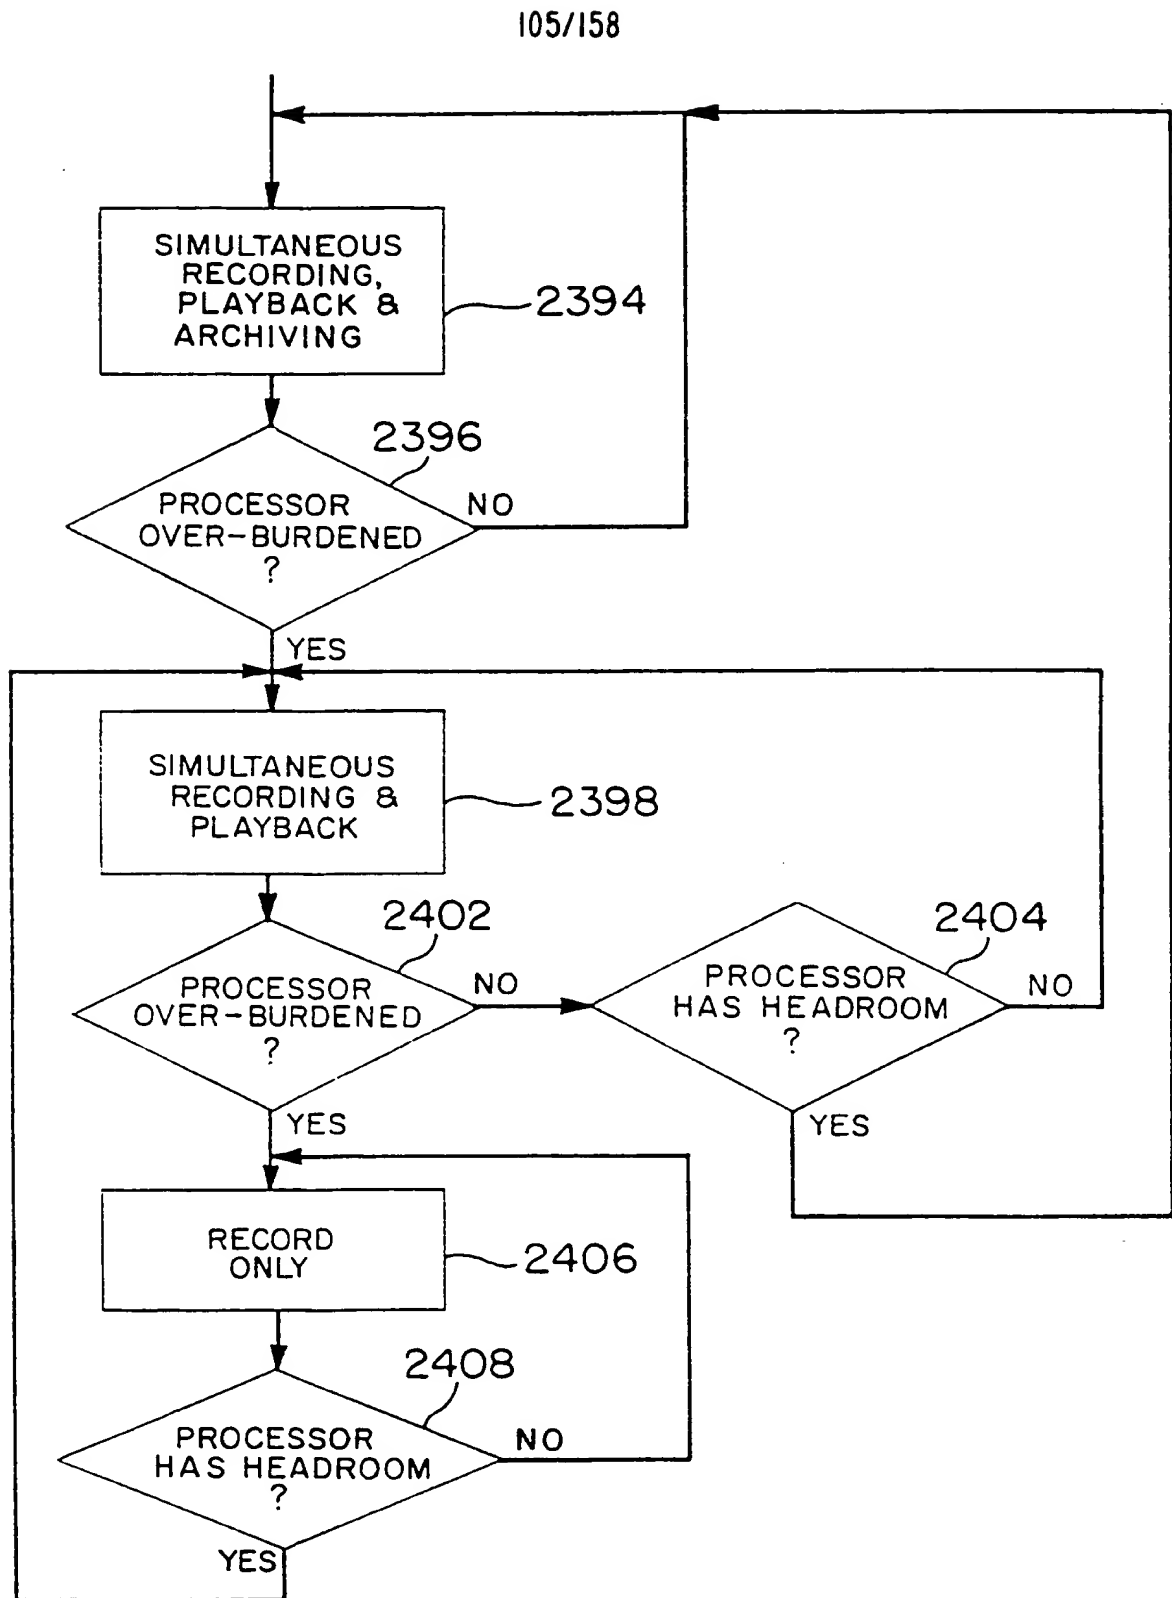 105/158
SIMULTANEOUS
RECORDING,
PLAYBACK &
ARCHIVING
2394
2396
PROCESSOR
OVER-BURDENED
?
NO
YES
SIMULTANEOUS
RECORDING &
PLAYBACK
2398
2402
PROCESSOR
OVER-BURDENED
?
NO
2404
PROCESSOR
HAS HEADROOM
?
NO
YES
YES
RECORD
ONLY
2406
2408
PROCESSOR
HAS HEADROOM
?
NO
YES